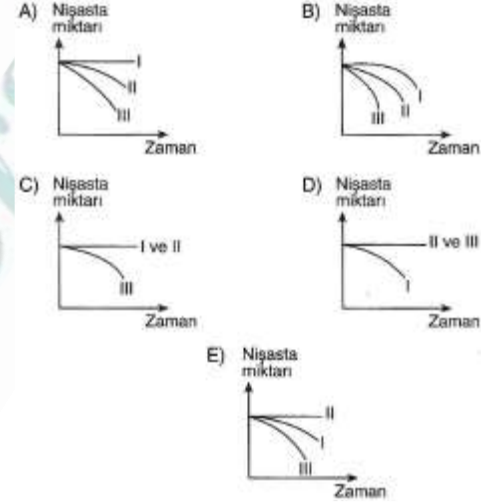 A) Nişasta
miktarı
I
II
III
Zaman
B) Nişasta
miktarı
I
II
III
Zaman
C) Nişasta
miktarı
I ve II
III
Zaman
D) Nişasta
miktarı
II ve III
I
Zaman
E) Nişasta
miktarı
II
I
III
Zaman